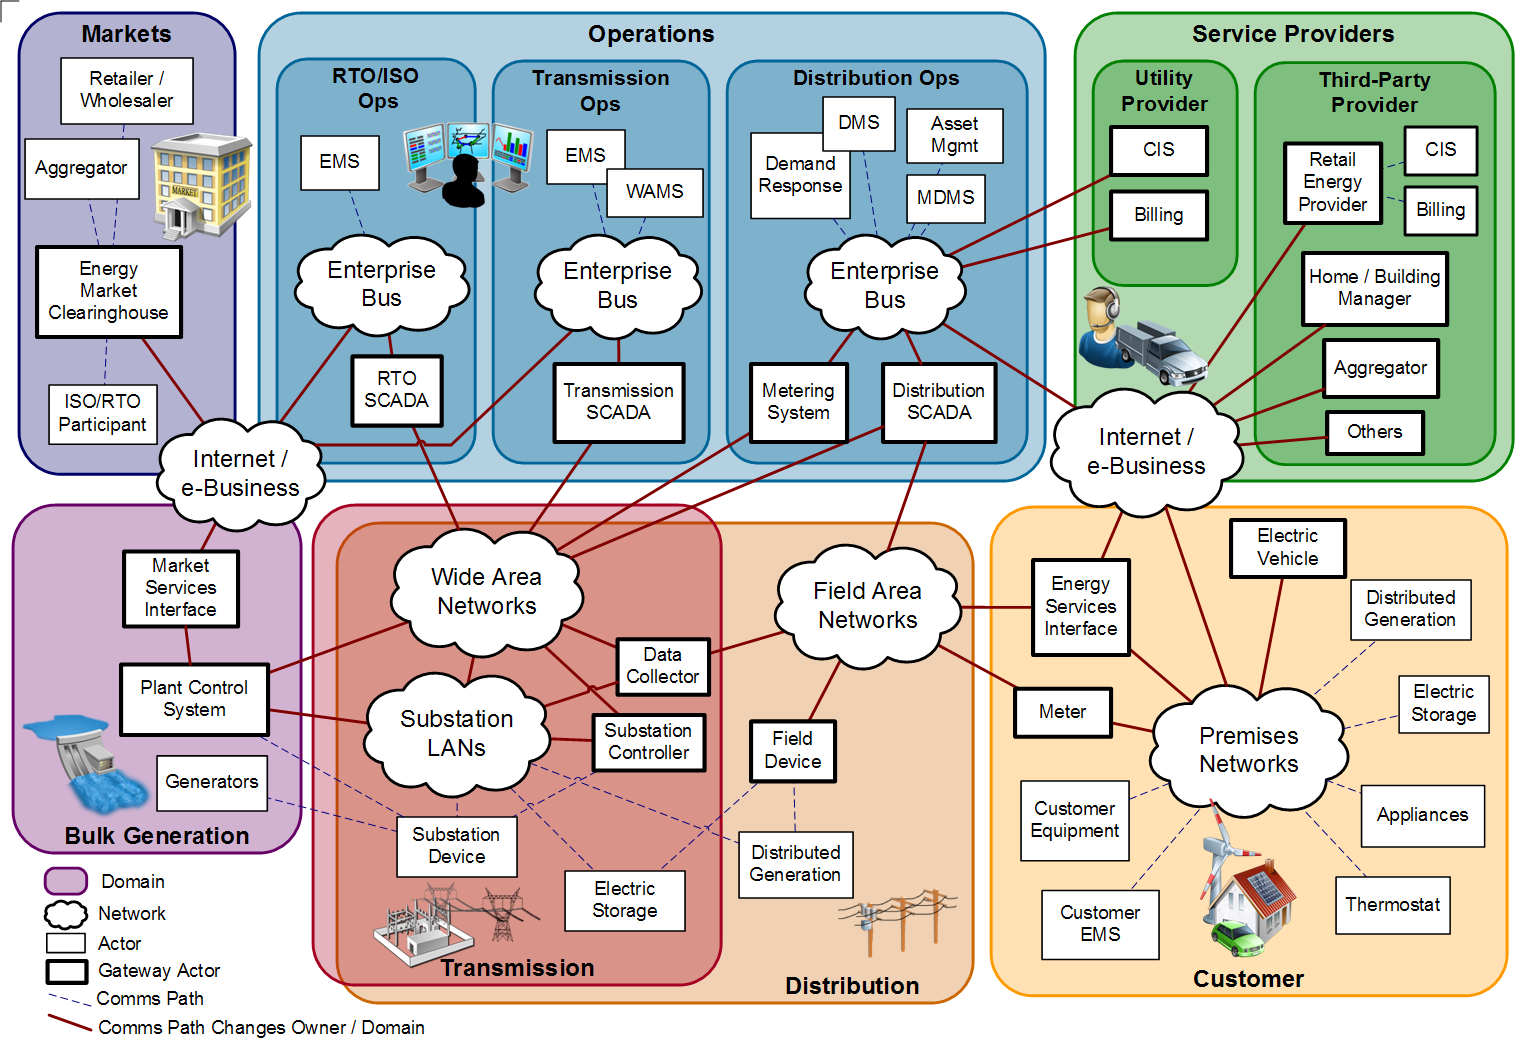 Markets
Retailer /
Wholesaler
Aggregator
MARKET
Energy
Market
Clearinghouse
ISO/RTO
Participant
Internet /
e-Business
Operations
RTO/ISO
Ops
EMS
Enterprise
Bus
RTO
SCADA
Transmission
Ops
EMS
WAMS
Enterprise
Bus
Transmission
SCADA
Distribution Ops
DMS
Demand
Response
Asset
Mgmt
MDMS
Enterprise
Bus
Metering
System
Distribution
SCADA
Service Providers
Utility
Provider
CIS
Billing
Third-Party
Provider
Retail
Energy
Provider
CIS
Billing
Home / Building
Manager
Aggregator
Others
Internet /
e-Business
Market
Services
Interface
Plant Control
System
Generators
Bulk Generation
Wide Area
Networks
Substation
LANs
Data
Collector
Substation
Controller
Substation
Device
Electric
Storage
Transmission
Field Area
Networks
Field
Device
Distributed
Generation
Distribution
Energy
Services
Interface
Electric
Vehicle
Distributed
Generation
Meter
Electric
Storage
Premises
Networks
Customer
Equipment
Appliances
Customer
EMS
Thermostat
Customer
Domain
Network
Actor
Gateway Actor
Comms Path
Comms Path Changes Owner / Domain